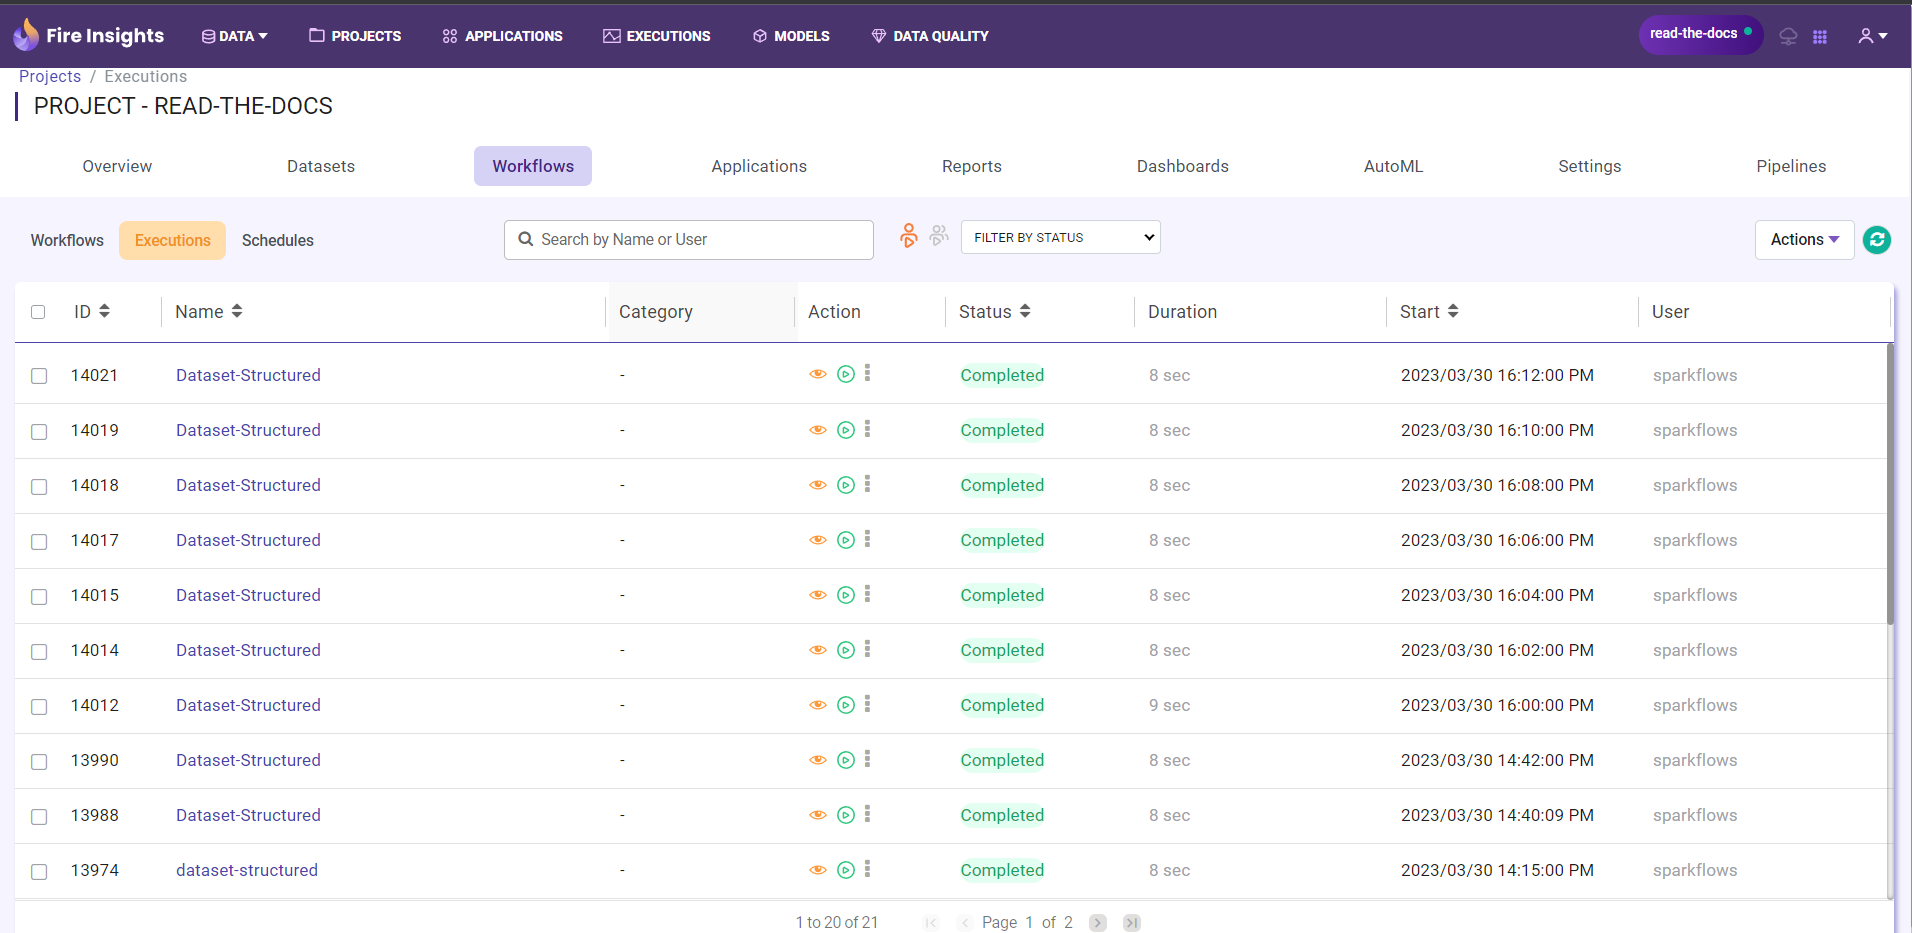 Fire Insights DATA PROJECTS APPLICATIONS EXECUTIONS MODELS DATA QUALITY read-the-docs
Projects / Executions
PROJECT - READ-THE-DOCS
Overview Datasets Workflows Applications Reports Dashboards AutoML Settings Pipelines
Workflows Executions Schedules Search by Name or User FILTER BY STATUS Actions
ID Name Category Action Status Duration Start User
14021 Dataset-Structured - Completed 8 sec 2023/03/30 16:12:00 PM sparkflows
14019 Dataset-Structured - Completed 8 sec 2023/03/30 16:10:00 PM sparkflows
14018 Dataset-Structured - Completed 8 sec 2023/03/30 16:08:00 PM sparkflows
14017 Dataset-Structured - Completed 8 sec 2023/03/30 16:06:00 PM sparkflows
14015 Dataset-Structured - Completed 8 sec 2023/03/30 16:04:00 PM sparkflows
14014 Dataset-Structured - Completed 8 sec 2023/03/30 16:02:00 PM sparkflows
14012 Dataset-Structured - Completed 9 sec 2023/03/30 16:00:00 PM sparkflows
13990 Dataset-Structured - Completed 8 sec 2023/03/30 14:42:00 PM sparkflows
13988 Dataset-Structured - Completed 8 sec 2023/03/30 14:40:09 PM sparkflows
13974 dataset-structured - Completed 8 sec 2023/03/30 14:15:00 PM sparkflows
1 to 20 of 21 Page 1 of 2